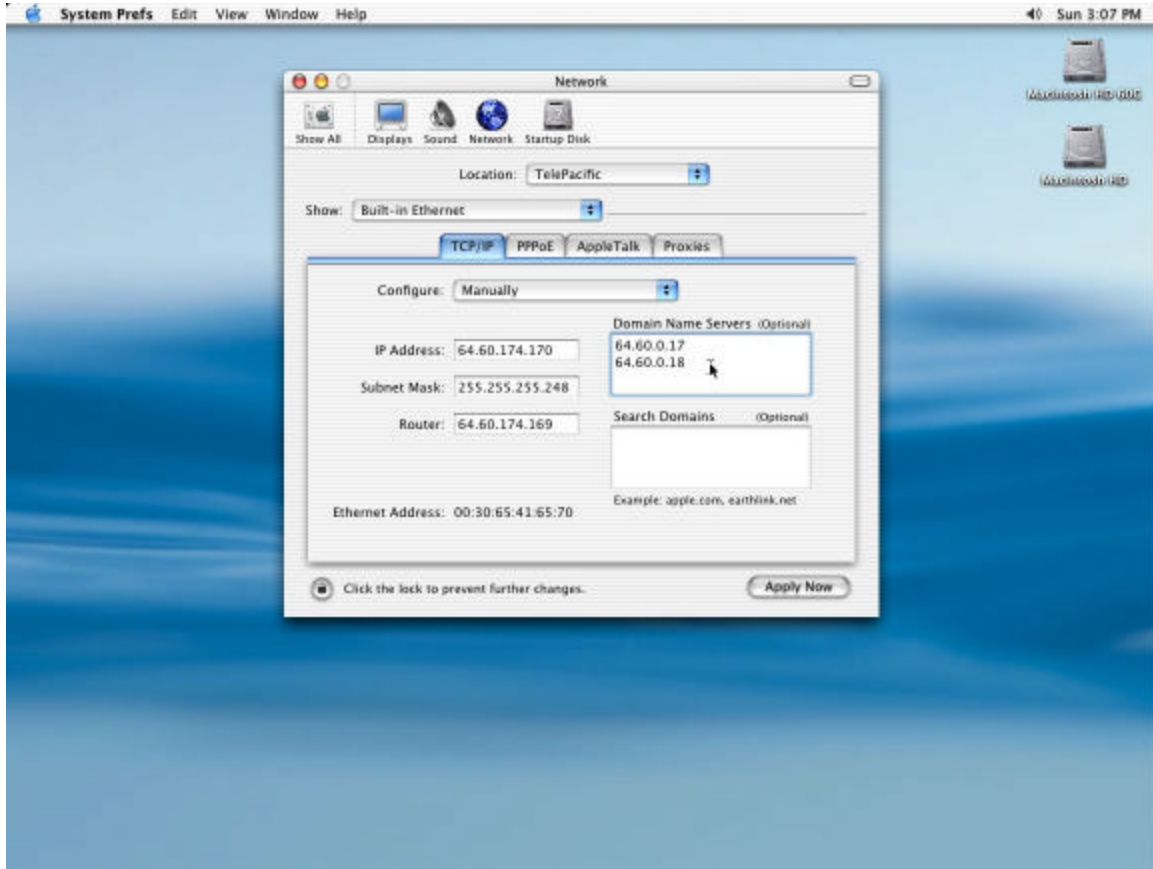 System Prefs Edit View Window Help Sun 3:07 PM
Network
Macintosh HD
Show All Displays Sound Network Startup Disk
Macintosh HD
Location: TelePacific
Show: Built-in Ethernet
TCP/IP PPPoE AppleTalk Proxies
Configure: Manually
Domain Name Servers (Optional)
IP Address: 64.60.174.170
64.60.0.17
64.60.0.18
Subnet Mask: 255.255.255.248
Router: 64.60.174.169
Search Domains (Optional)
Example: apple.com, earthlink.net
Ethernet Address: 00:30:65:41:65:70
Click the lock to prevent further changes.
Apply Now